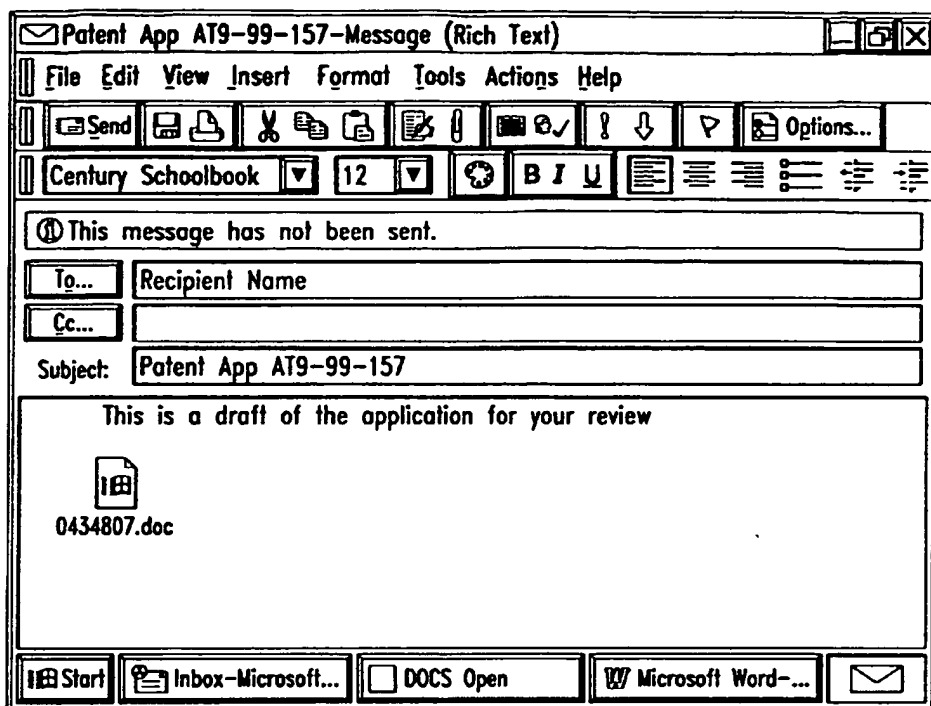 Patent App AT9-99-157-Message (Rich Text)
File Edit View Insert Format Tools Actions Help
Send Options...
Century Schoolbook 12 B I U
This message has not been sent.
To... Recipient Name
Cc...
Subject: Patent App AT9-99-157
This is a draft of the application for your review
0434807.doc
Start Inbox-Microsoft... DOCS Open W Microsoft Word-...